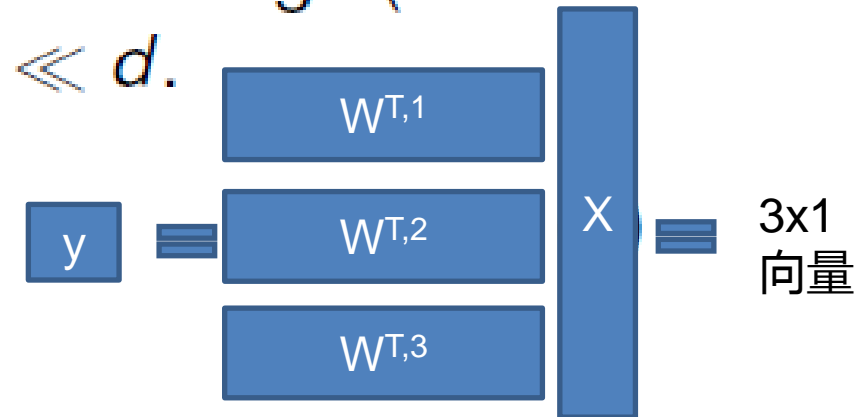 ≪ d.
W^T,1
y = W^T,2 X = 3x1
向量
W^T,3